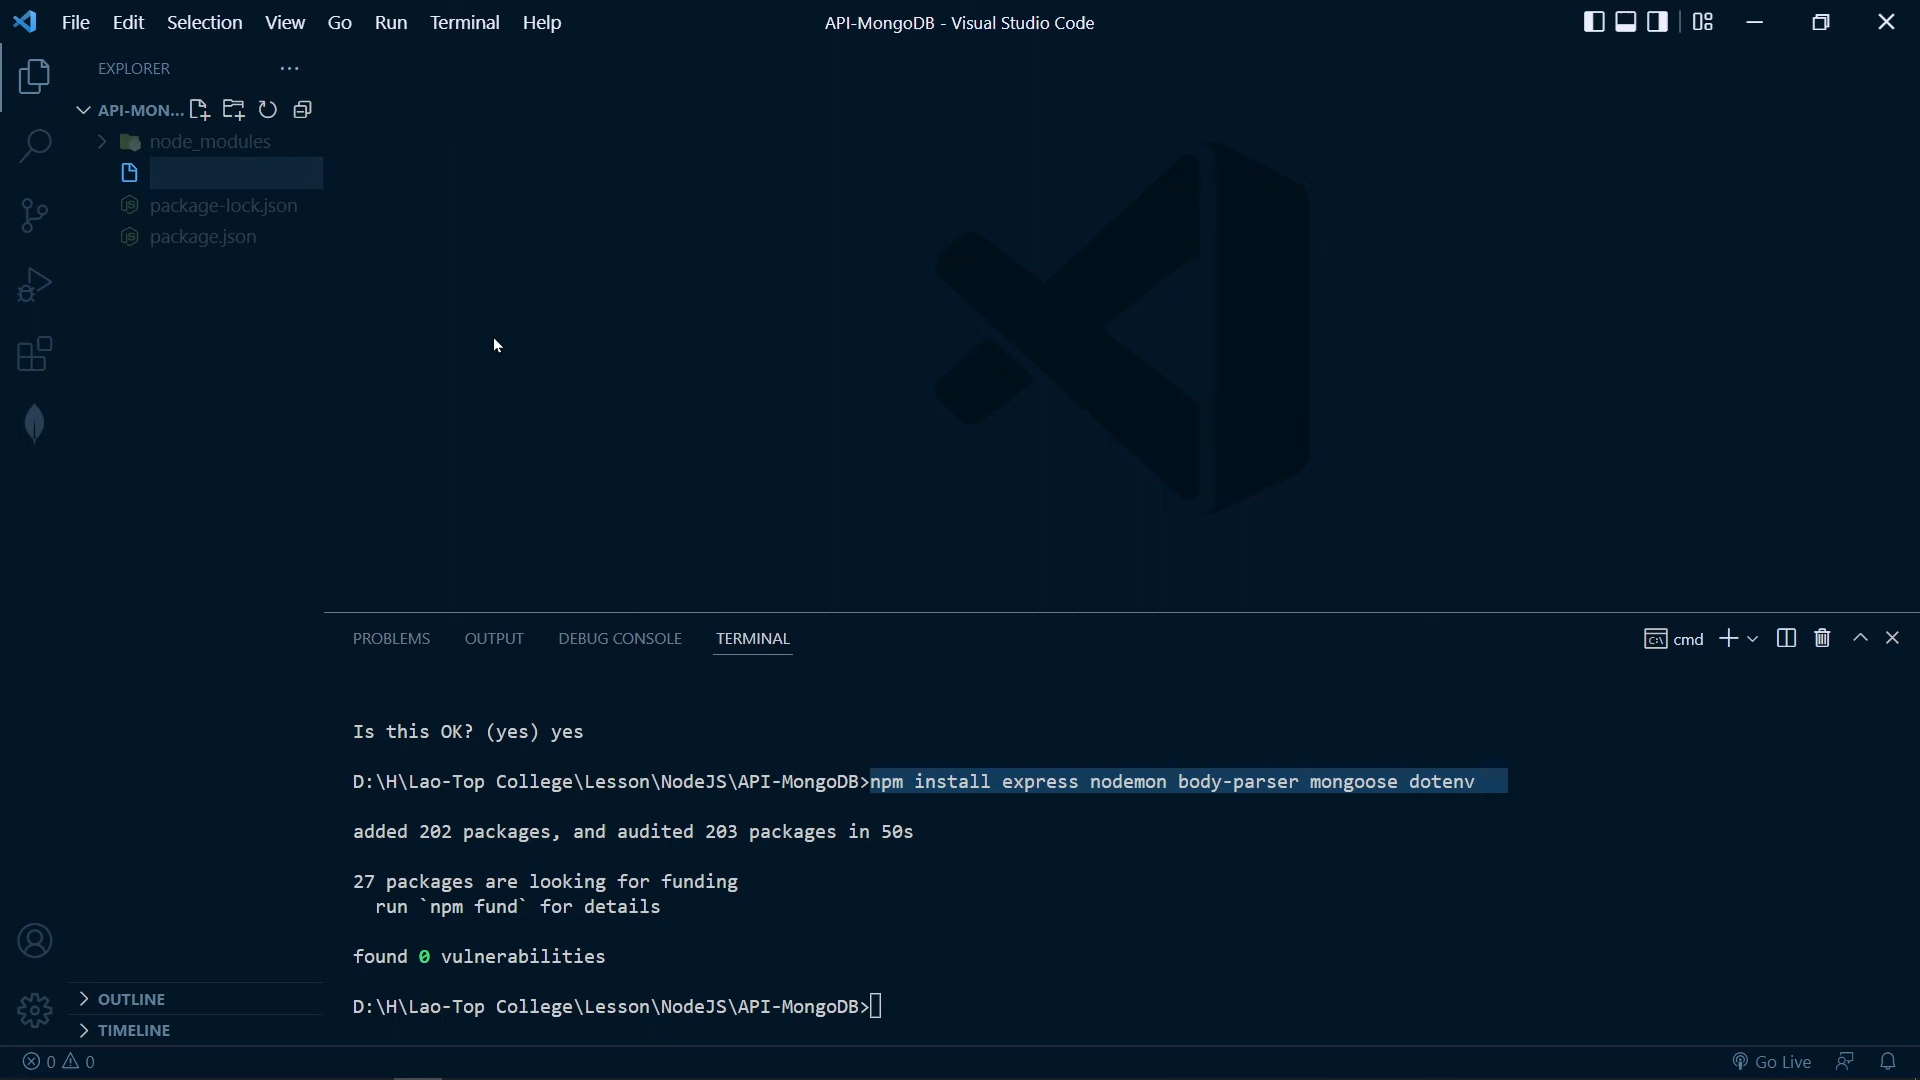 File Edit Selection View Go Run Terminal Help
API-MongoDB - Visual Studio Code
EXPLORER
API-MON...
node_modules
package-lock.json
package.json
PROBLEMS OUTPUT DEBUG CONSOLE TERMINAL
cmd
Is this OK? (yes) yes
D:\H\Lao-Top College\Lesson\NodeJS\API-MongoDB>npm install express nodemon body-parser mongoose dotenv
added 202 packages, and audited 203 packages in 50s
27 packages are looking for funding
run `npm fund` for details
found 0 vulnerabilities
D:\H\Lao-Top College\Lesson\NodeJS\API-MongoDB>
OUTLINE
TIMELINE
0 0
Go Live